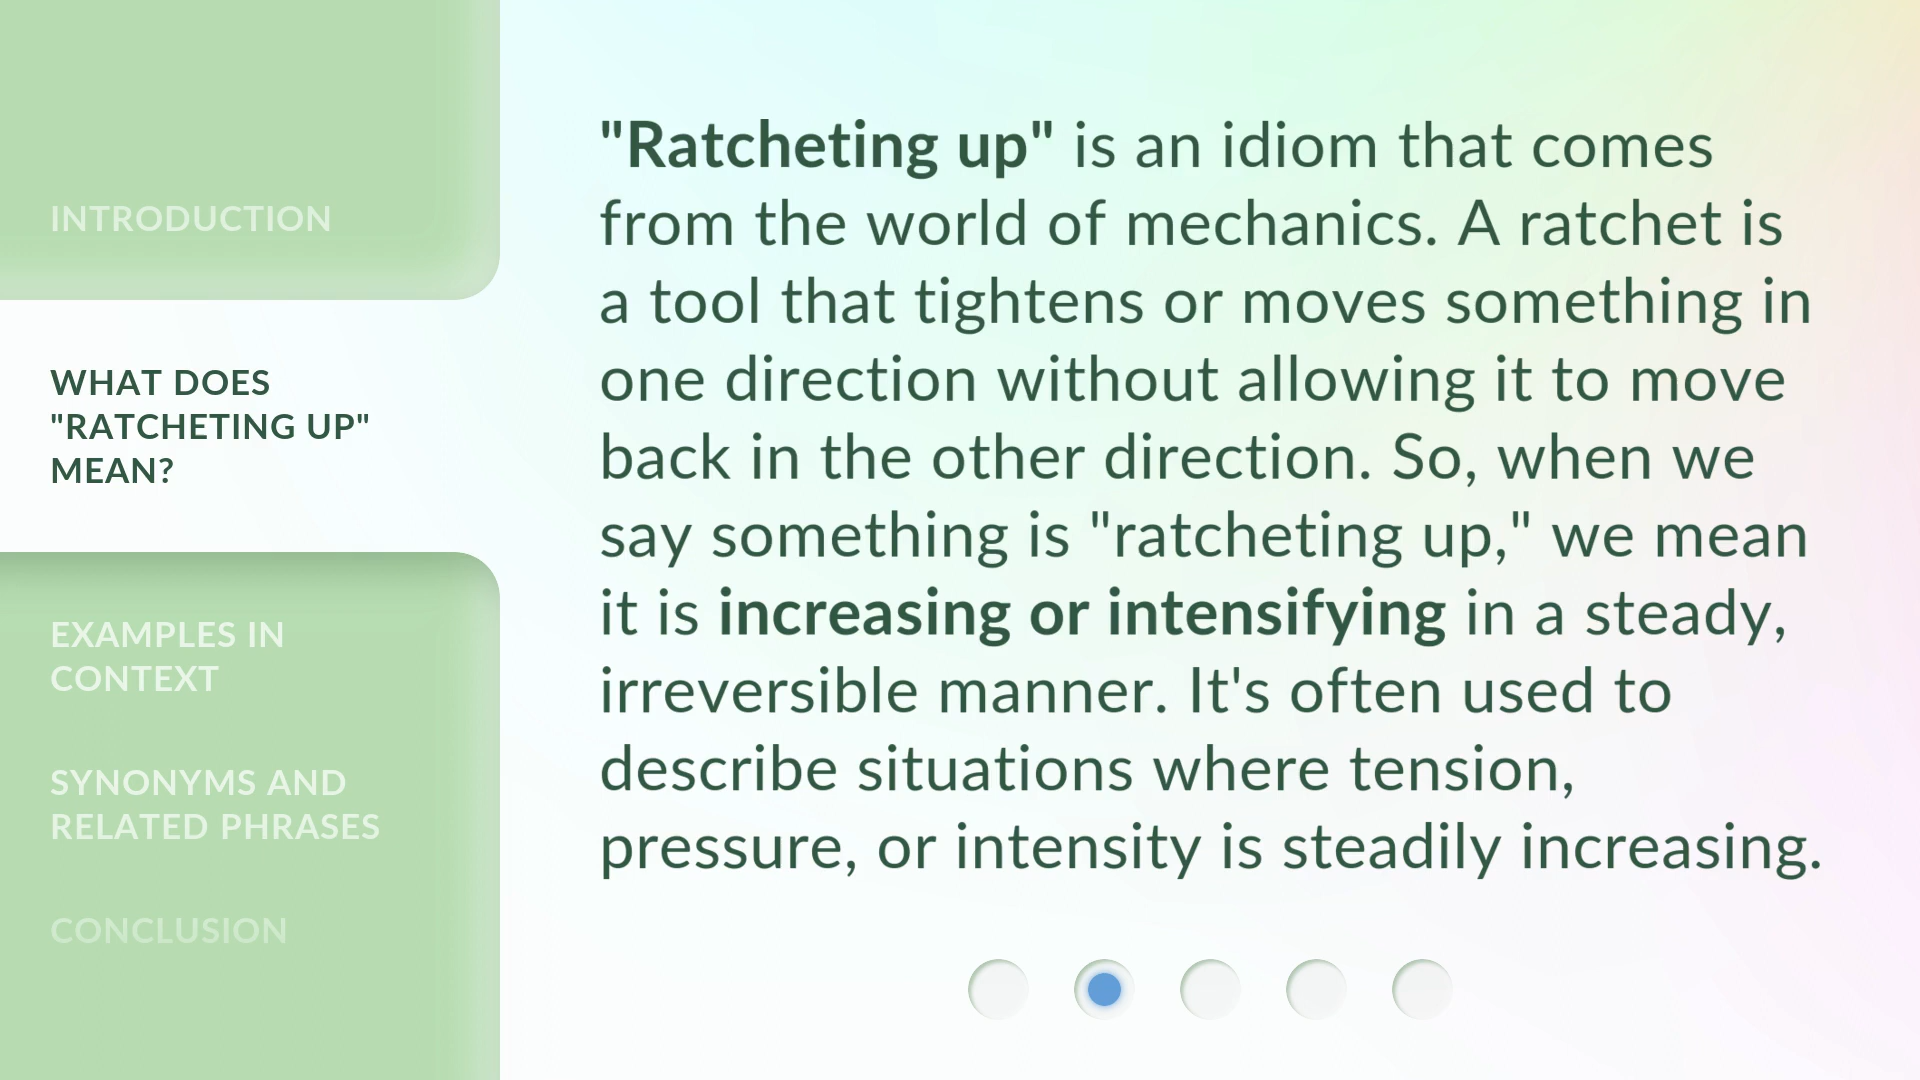 INTRODUCTION
WHAT DOES
"RATCHETING UP"
MEAN?
EXAMPLES IN
CONTEXT
SYNONYMS AND
RELATED PHRASES
CONCLUSION
"Ratcheting up" is an idiom that comes
from the world of mechanics. A ratchet is
a tool that tightens or moves something in
one direction without allowing it to move
back in the other direction. So, when we
say something is "ratcheting up," we mean
it is increasing or intensifying in a steady,
irreversible manner. It's often used to
describe situations where tension,
pressure, or intensity is steadily increasing.